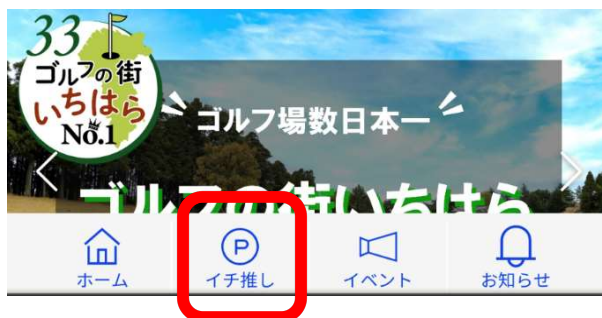 33
ゴルフの街
いちはら
No.1
ゴルフ場数日本一
ゴルフの街いちはら
P
ホーム
イチ推し
イベント
お知らせ